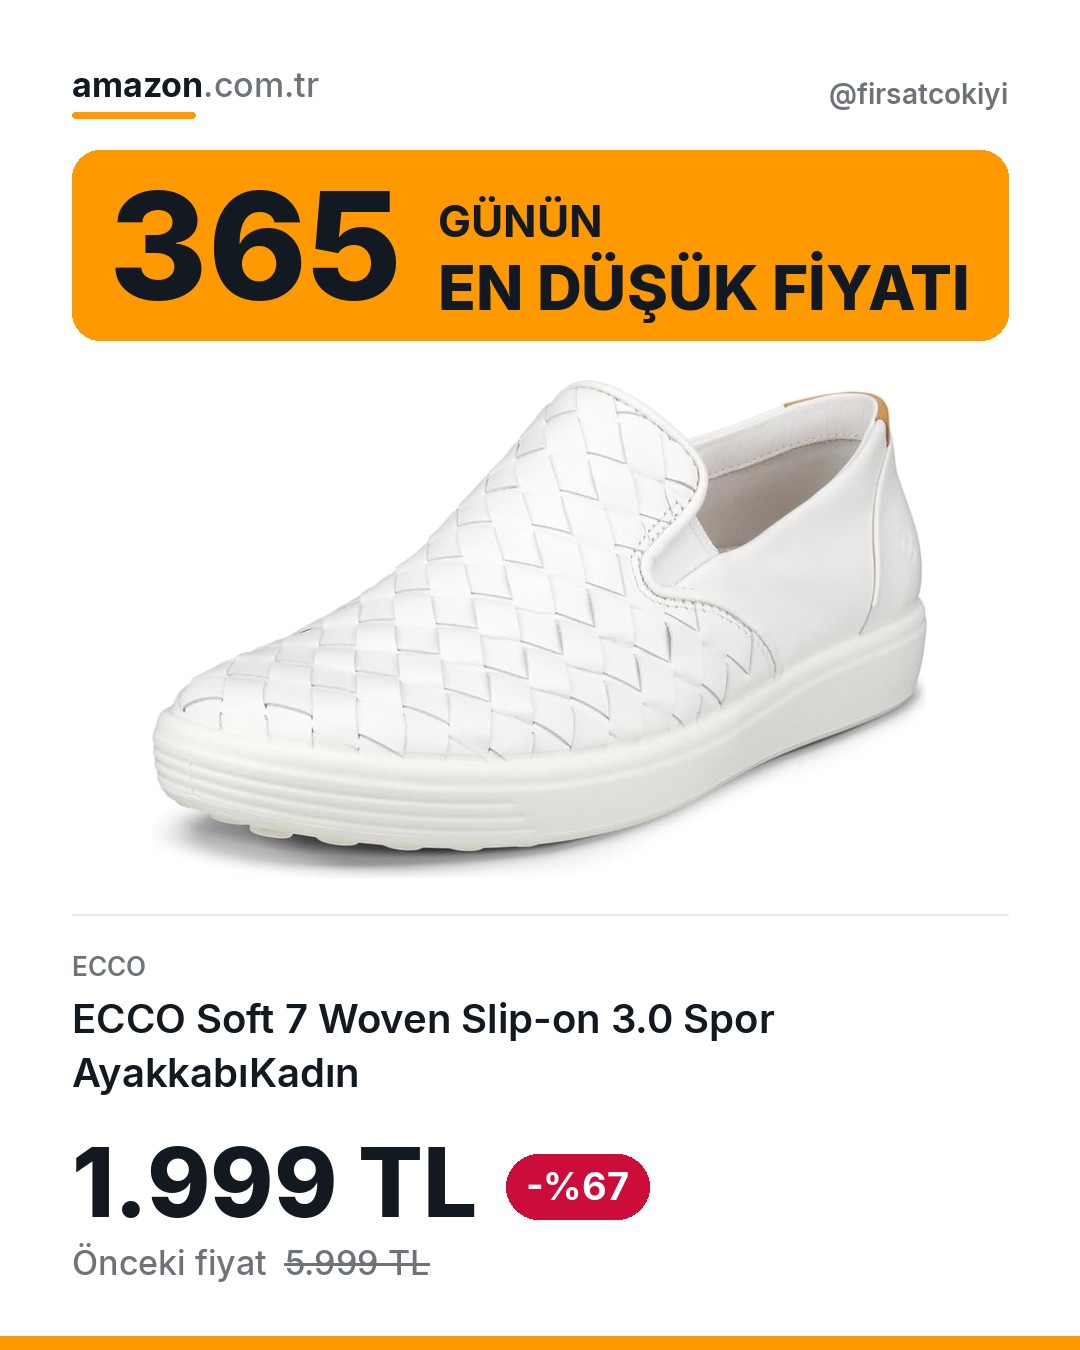 amazon.com.tr
@firsatcokiyi
365
GÜNÜN
EN DÜŞÜK FİYATI
ECCO
ECCO Soft 7 Woven Slip-on 3.0 Spor
AyakkabıKadın
1.999 TL
-%67
Önceki fiyat 5.999 TL